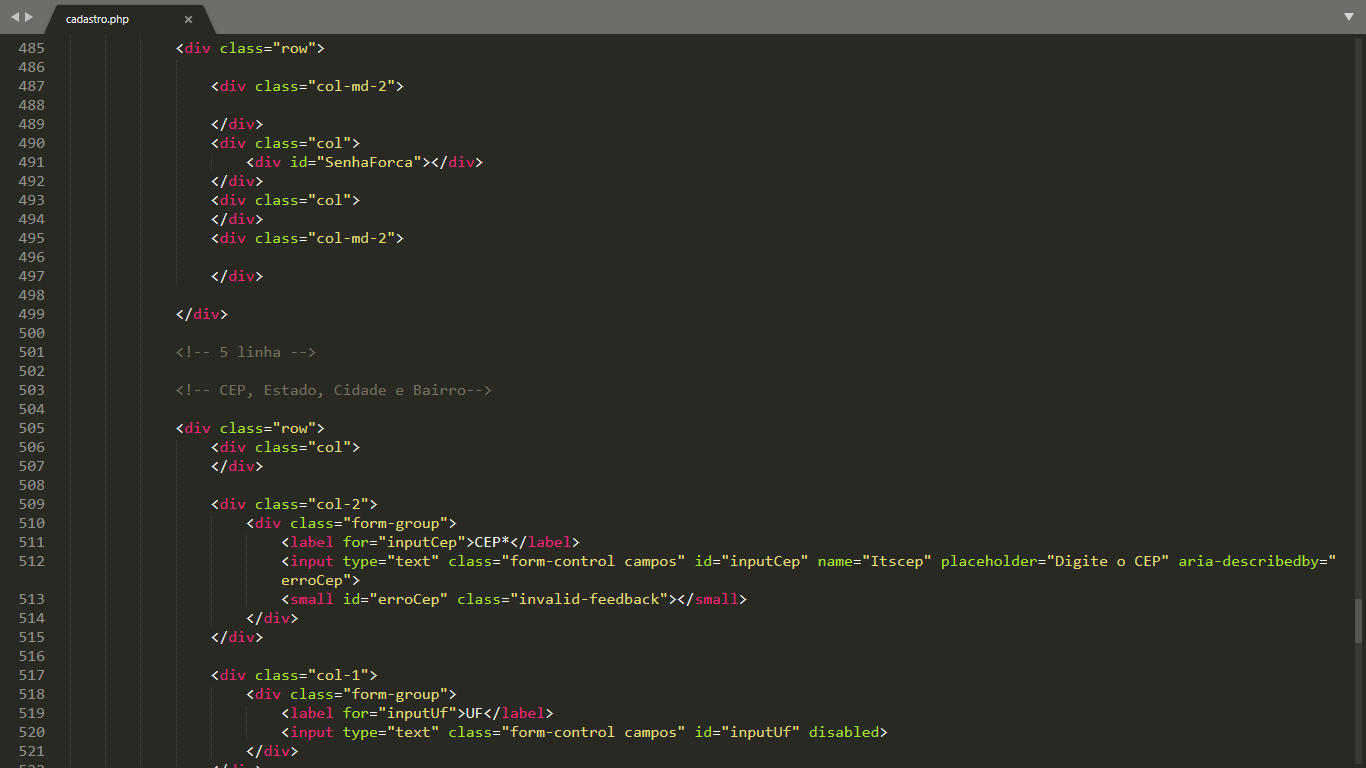 cadastro.php ×
485 <div class="row">
486
487 <div class="col-md-2">
488
489 </div>
490 <div class="col">
491 <div id="SenhaForca"></div>
492 </div>
493 <div class="col">
494 </div>
495 <div class="col-md-2">
496
497 </div>
498
499 </div>
500
501 <!-- 5 linha -->
502
503 <!-- CEP, Estado, Cidade e Bairro-->
504
505 <div class="row">
506 <div class="col">
507 </div>
508
509 <div class="col-2">
510 <div class="form-group">
511 <label for="inputCep">CEP*</label>
512 <input type="text" class="form-control campos" id="inputCep" name="Itscep" placeholder="Digite o CEP" aria-describedby="
erroCep">
513 <small id="erroCep" class="invalid-feedback"></small>
514 </div>
515 </div>
516
517 <div class="col-1">
518 <div class="form-group">
519 <label for="inputUf">UF</label>
520 <input type="text" class="form-control campos" id="inputUf" disabled>
521 </div>
522 </div>